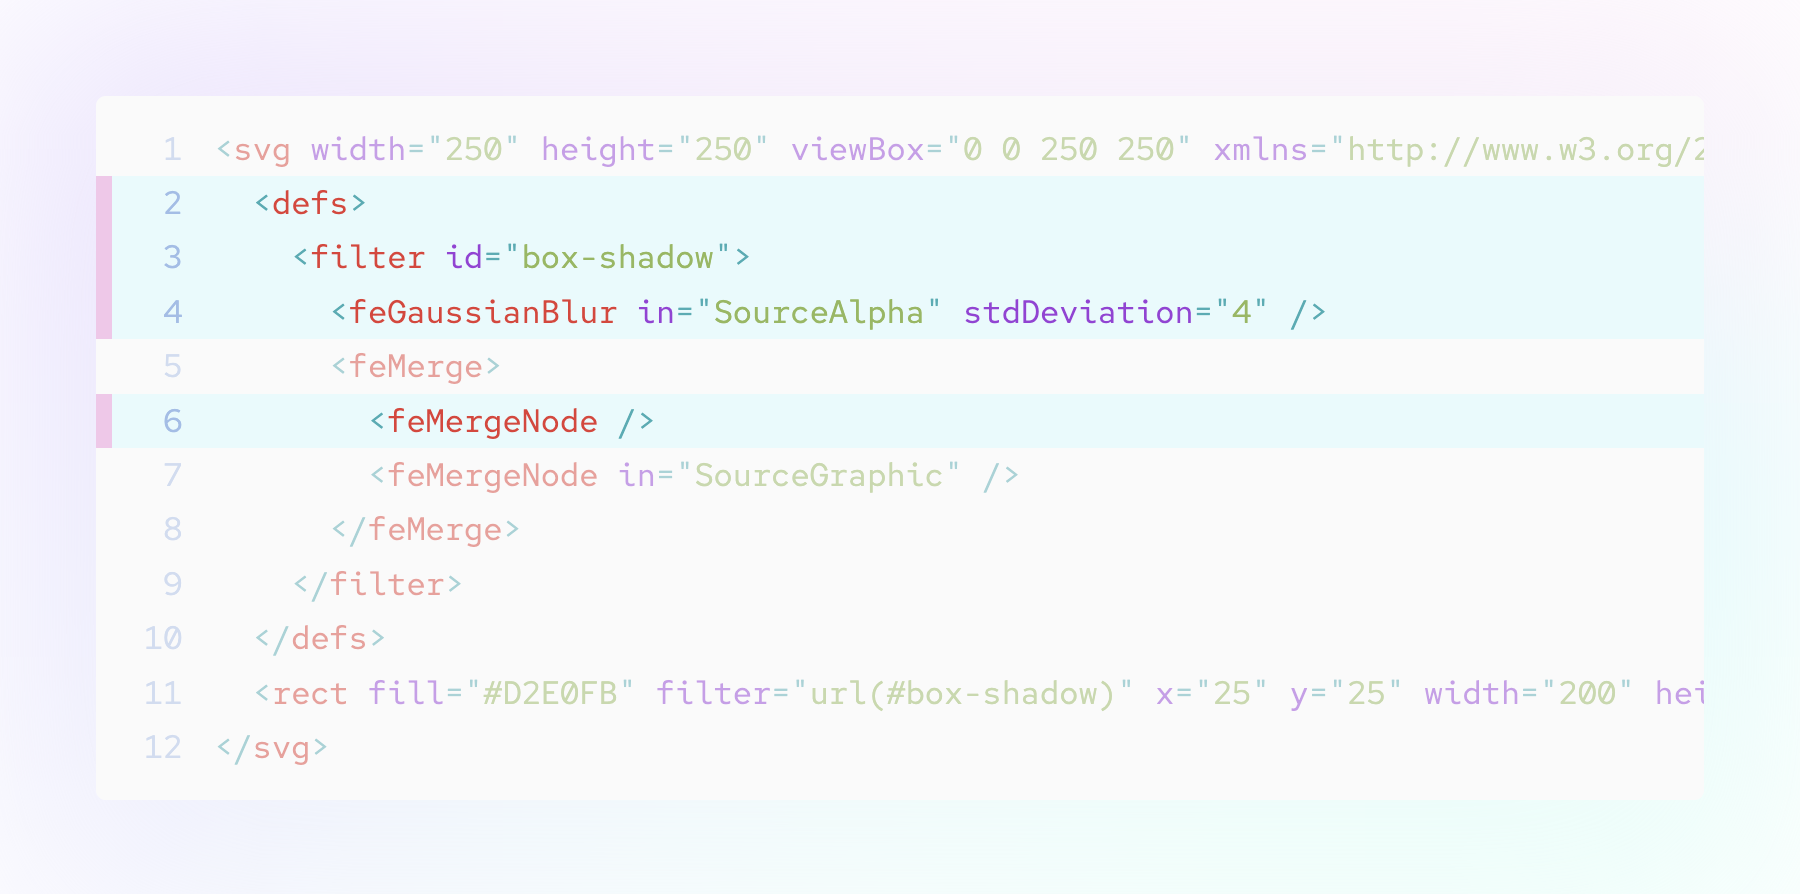 1 <svg width="250" height="250" viewBox="0 0 250 250" xmlns="http://www.w3.org/2
2 <defs>
3 <filter id="box-shadow">
4 <feGaussianBlur in="SourceAlpha" stdDeviation="4" />
5 <feMerge>
6 <feMergeNode />
7 <feMergeNode in="SourceGraphic" />
8 </feMerge>
9 </filter>
10 </defs>
11 <rect fill="#D2E0FB" filter="url(#box-shadow)" x="25" y="25" width="200" hei
12 </svg>